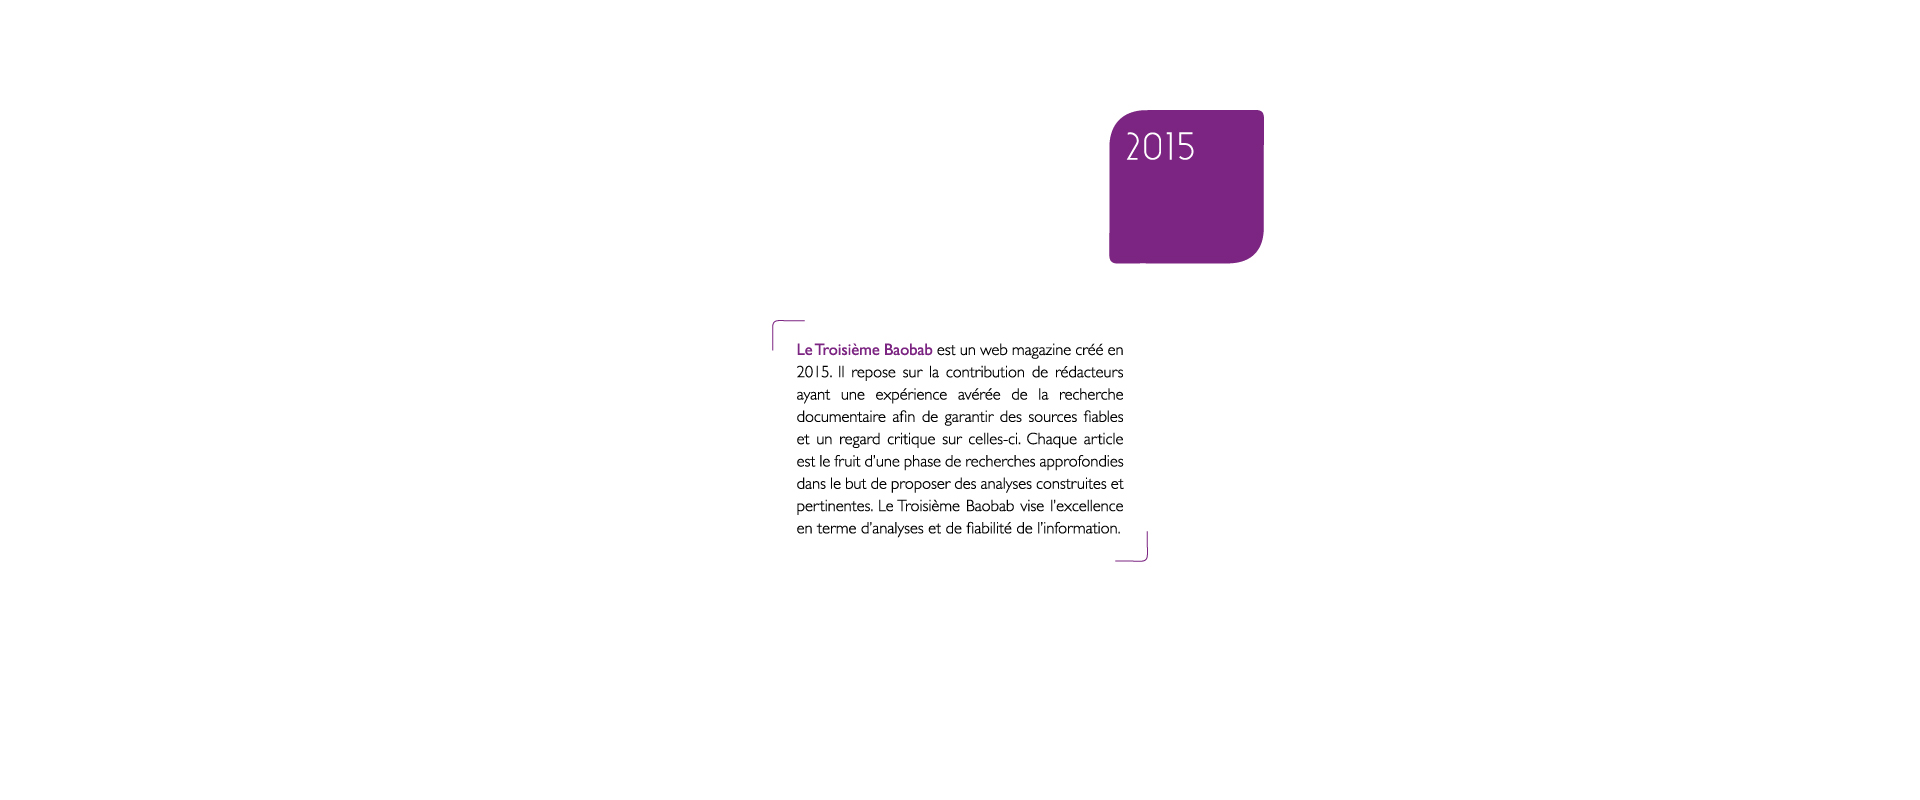 2015
Le Troisième Baobab est un web magazine créé en
2015. Il repose sur la contribution de rédacteurs
ayant une expérience avérée de la recherche
documentaire afin de garantir des sources fiables
et un regard critique sur celles-ci. Chaque article
est le fruit d'une phase de recherches approfondies
dans le but de proposer des analyses construites et
pertinentes. Le Troisième Baobab vise l'excellence
en terme d'analyses et de fiabilité de l'information.